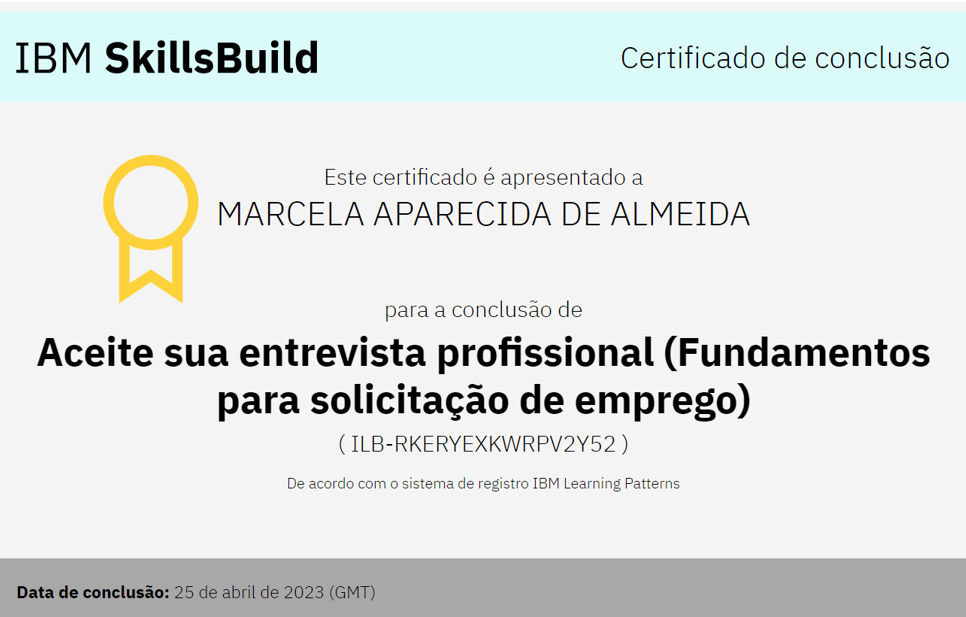 IBM SkillsBuild
Certificado de conclusão
Este certificado é apresentado a
MARCELA APARECIDA DE ALMEIDA
para a conclusão de
Aceite sua entrevista profissional (Fundamentos
para solicitação de emprego)
( ILB-RKERYEXKWRPV2Y52 )
De acordo com o sistema de registro IBM Learning Patterns
Data de conclusão: 25 de abril de 2023 (GMT)